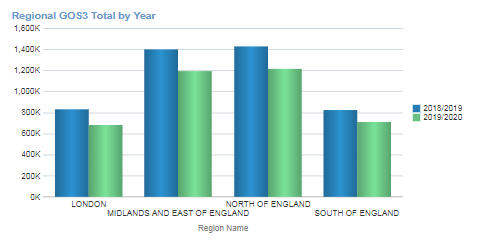 Regional GOS3 Total by Year
1,600K
1,400K
1,200K
1,000K
800K
600K
400K
200K
0K
2018/2019
2019/2020
LONDON
MIDLANDS AND EAST OF ENGLAND
NORTH OF ENGLAND
SOUTH OF ENGLAND
Region Name